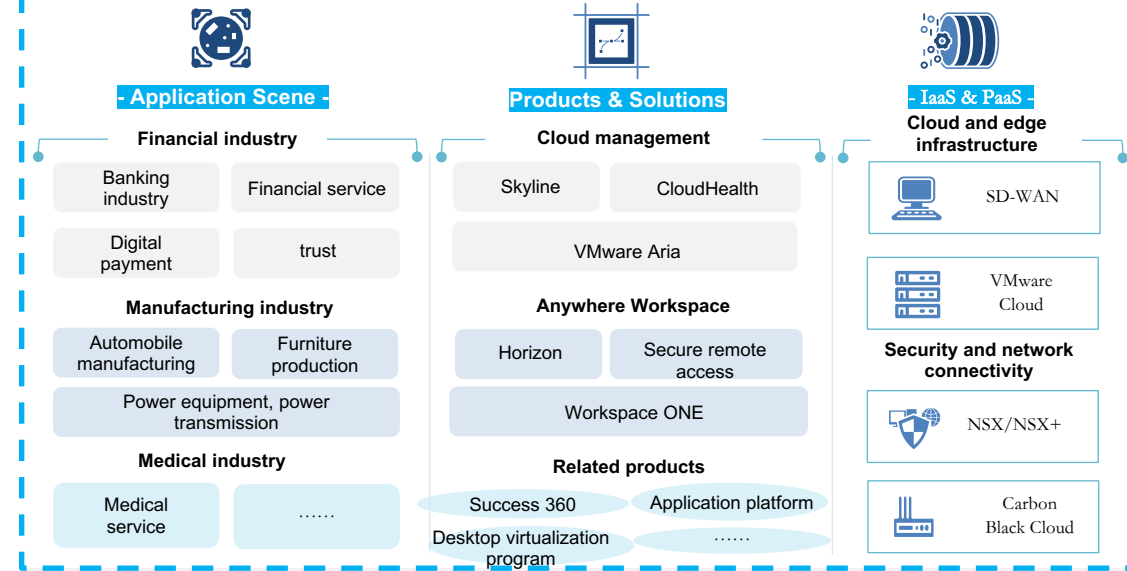 - Application Scene -
Financial industry
Banking
industry
Financial service
Digital
payment
trust
Manufacturing industry
Automobile
manufacturing
Furniture
production
Power equipment, power
transmission
Medical industry
Medical
service
......
Products & Solutions
Cloud management
Skyline
CloudHealth
VMware Aria
Anywhere Workspace
Horizon
Secure remote
access
Workspace ONE
Related products
Success 360
Application platform
Desktop virtualization
program
......
- IaaS & PaaS -
Cloud and edge
infrastructure
SD-WAN
VMware
Cloud
Security and network
connectivity
NSX/NSX+
Carbon
Black Cloud